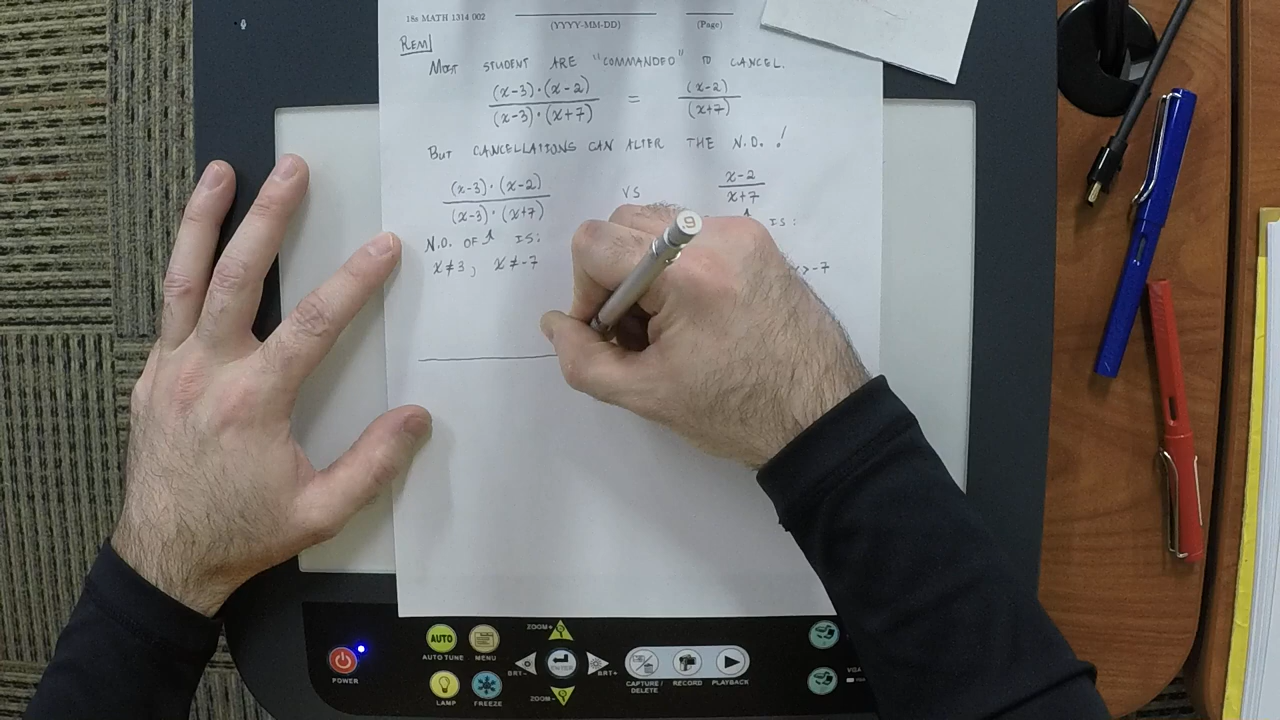 18s MATH 1314 002
(YYYY-MM-DD)
(Page)
REM
MOST STUDENT ARE "COMMANDED" TO CANCEL.
(x-3)·(x-2) / (x-3)·(x+7) = (x-2) / (x+7)
BUT CANCELLATIONS CAN ALTER THE N.D.!
(x-3)·(x-2) / (x-3)·(x+7) VS x-2 / x+7
N.D. OF ↑ IS: IS:
x≠3, x≠-7 -7
POWER
AUTO
AUTO TUNE
MENU
LAMP
FREEZE
ZOOM+
BRT-
ENTER
BRT+
ZOOM-
CAPTURE / DELETE
RECORD
PLAYBACK
VGA